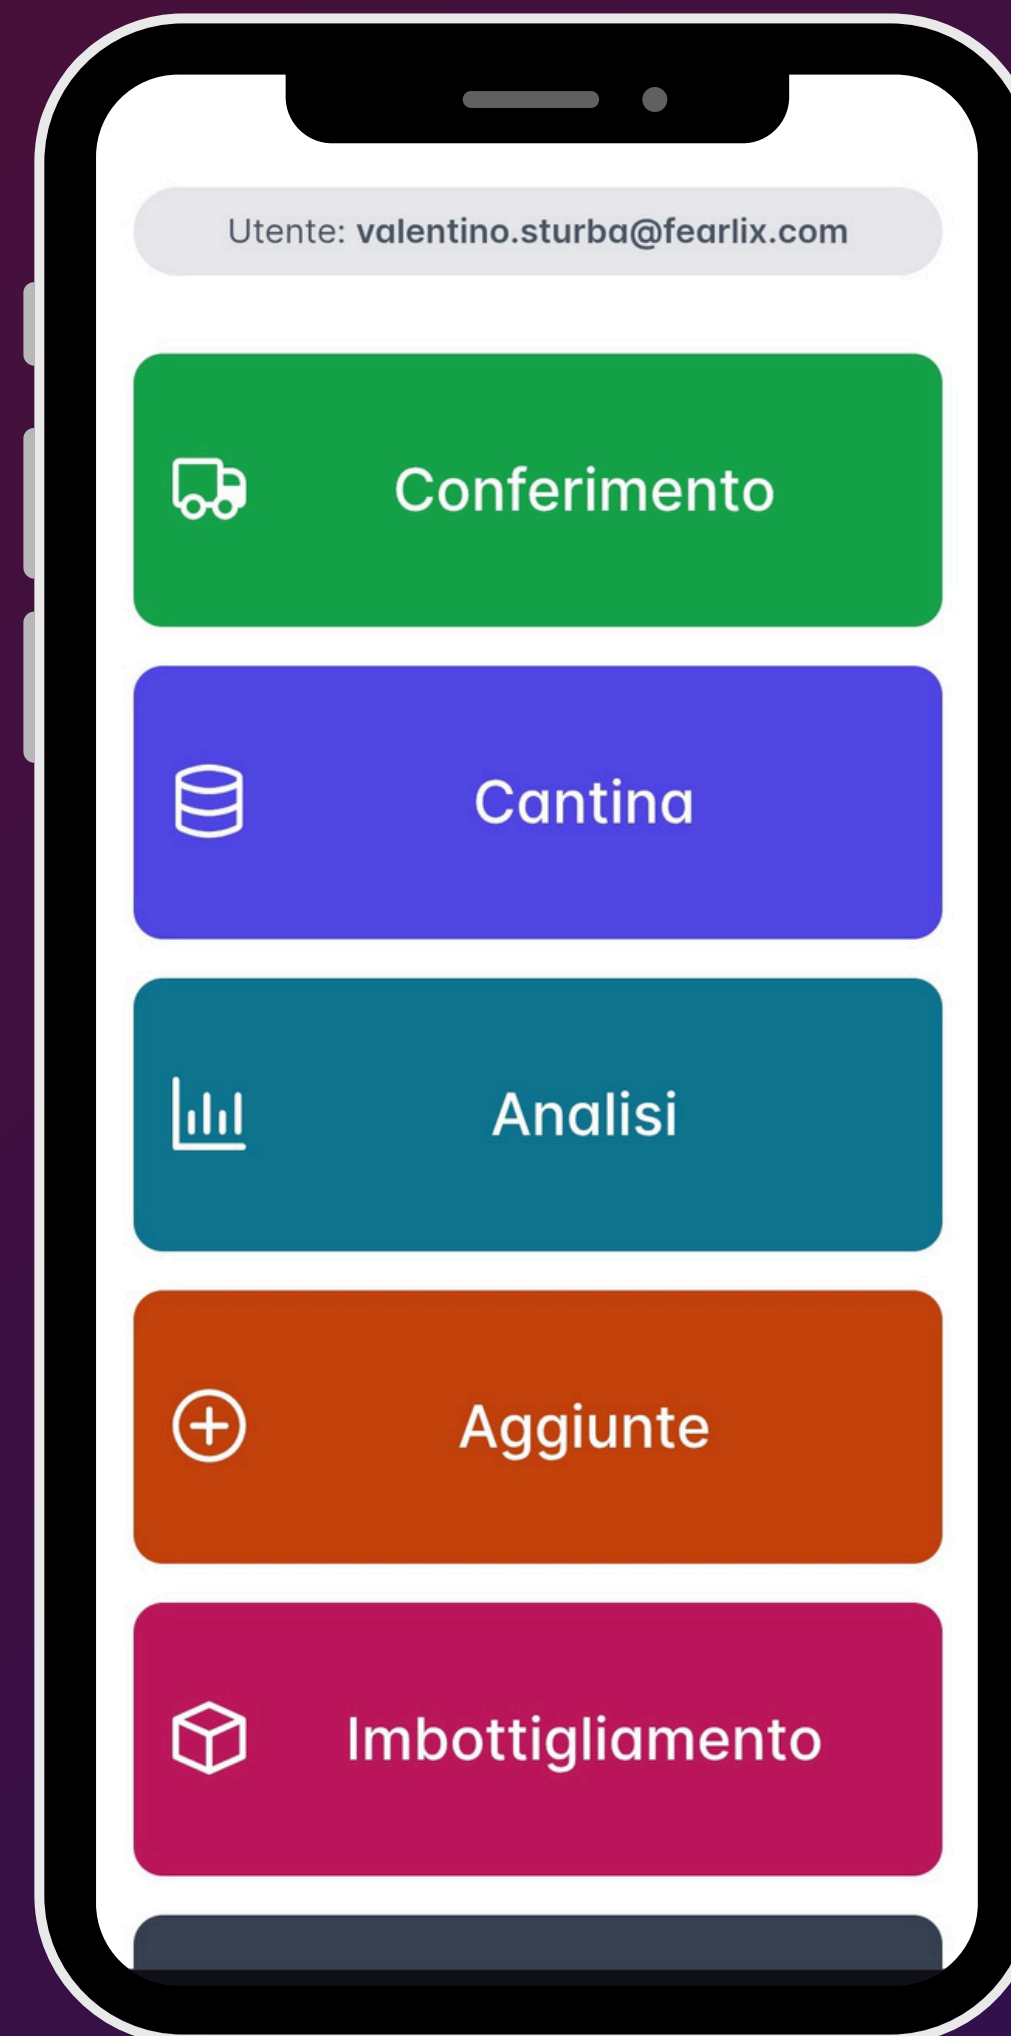 Utente: valentino.sturba@fearlix.com
Conferimento
Cantina
Analisi
Aggiunte
Imbottigliamento